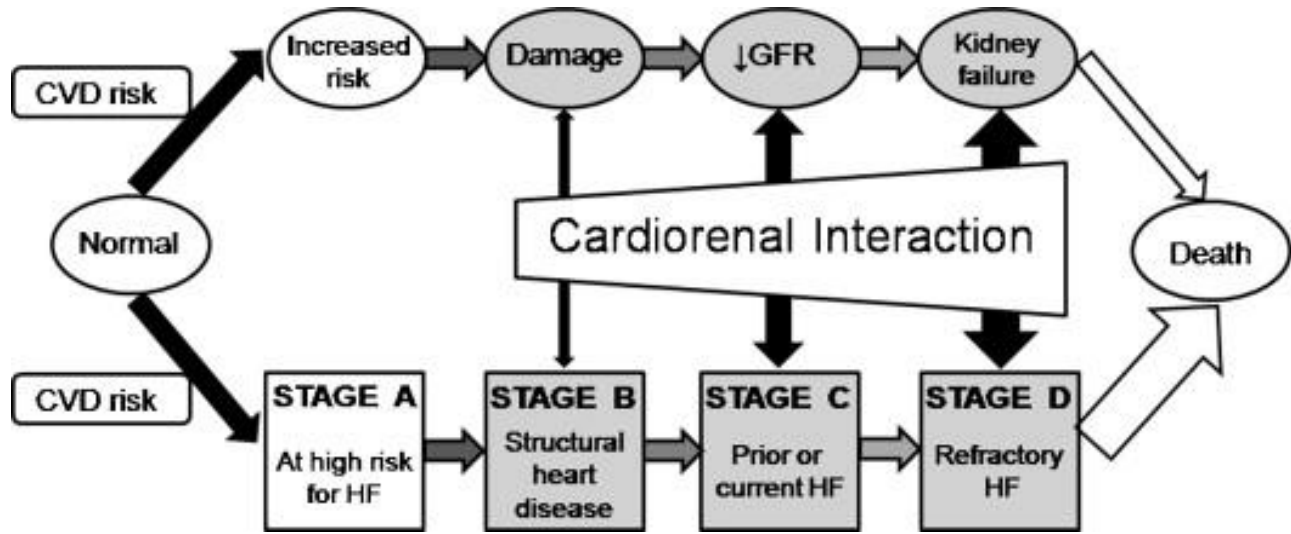 Increased
risk
Damage
↓GFR
Kidney
failure
CVD risk
Normal
Cardiorenal Interaction
Death
CVD risk
STAGE A
At high risk
for HF
STAGE B
Structural
heart
disease
STAGE C
Prior or
current HF
STAGE D
Refractory
HF